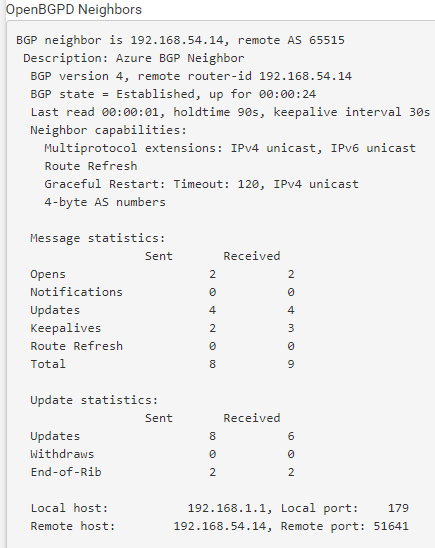 OpenBGPD Neighbors
BGP neighbor is 192.168.54.14, remote AS 65515
Description: Azure BGP Neighbor
BGP version 4, remote router-id 192.168.54.14
BGP state = Established, up for 00:00:24
Last read 00:00:01, holdtime 90s, keepalive interval 30s
Neighbor capabilities:
Multiprotocol extensions: IPv4 unicast, IPv6 unicast
Route Refresh
Graceful Restart: Timeout: 120, IPv4 unicast
4-byte AS numbers
Message statistics:
Sent Received
Opens 2 2
Notifications 0 0
Updates 4 4
Keepalives 2 3
Route Refresh 0 0
Total 8 9
Update statistics:
Sent Received
Updates 8 6
Withdraws 0 0
End-of-Rib 2 2
Local host: 192.168.1.1, Local port: 179
Remote host: 192.168.54.14, Remote port: 51641